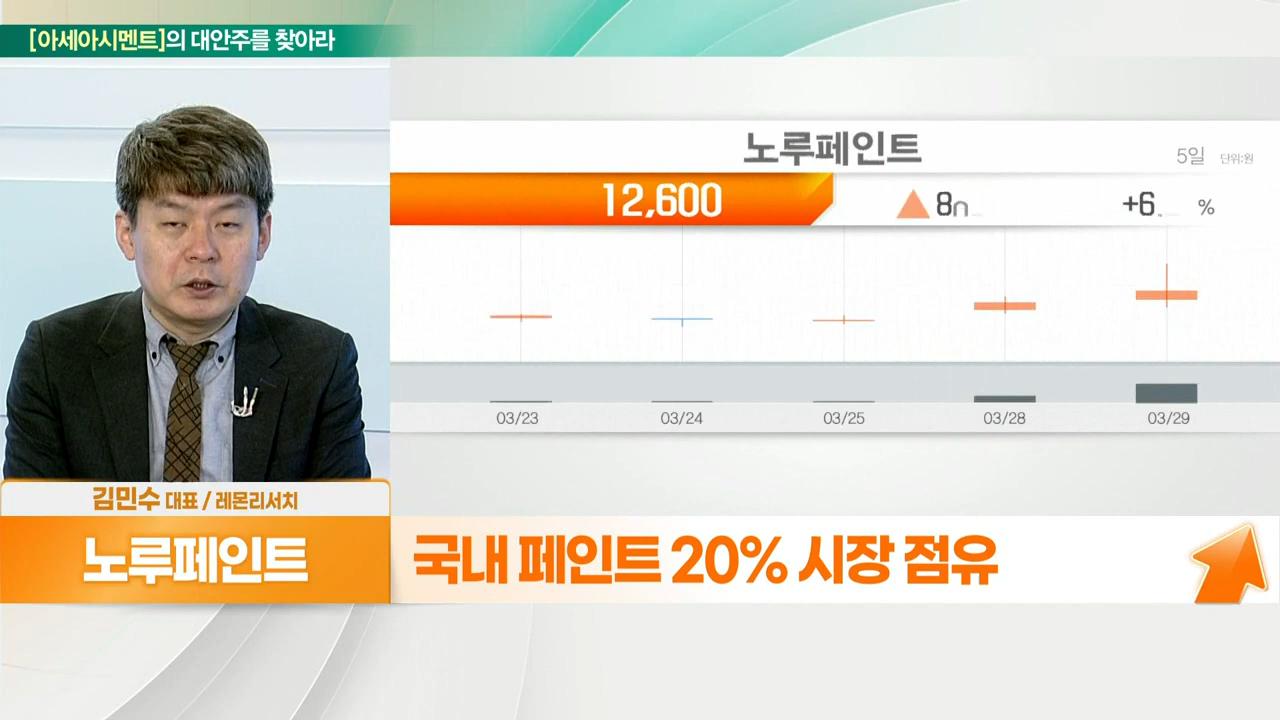 [아세아시멘트]의 대안주를 찾아라
노루페인트
5일 단위:원
12,600
▲ 8
+6 %
03/23 03/24 03/25 03/28 03/29
김민수 대표 / 레몬리서치
노루페인트
국내 페인트 20% 시장 점유